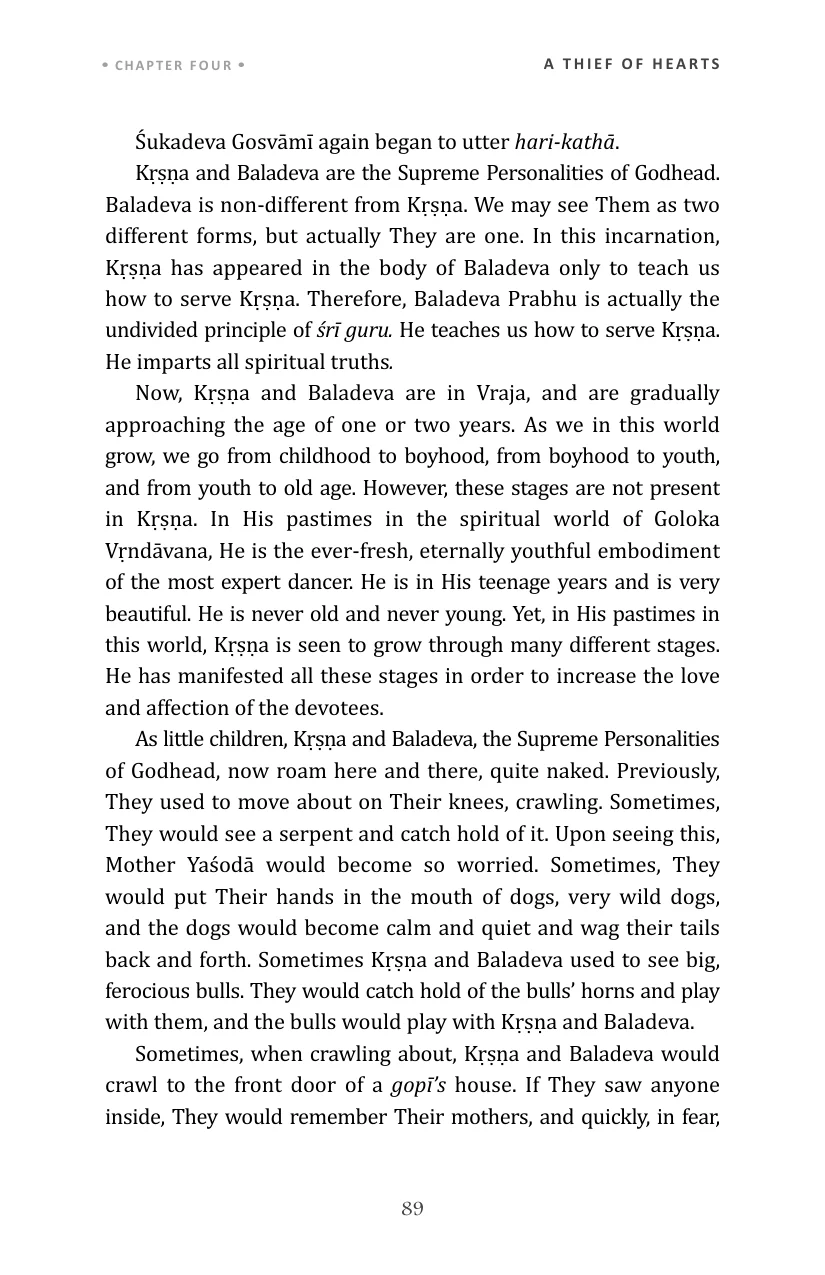 • CHAPTER FOUR •
A THIEF OF HEARTS
Śukadeva Gosvāmī again began to utter hari-kathā.
Kṛṣṇa and Baladeva are the Supreme Personalities of Godhead.
Baladeva is non-different from Kṛṣṇa. We may see Them as two
different forms, but actually They are one. In this incarnation,
Kṛṣṇa has appeared in the body of Baladeva only to teach us
how to serve Kṛṣṇa. Therefore, Baladeva Prabhu is actually the
undivided principle of śrī guru. He teaches us how to serve Kṛṣṇa.
He imparts all spiritual truths.
Now, Kṛṣṇa and Baladeva are in Vraja, and are gradually
approaching the age of one or two years. As we in this world
grow, we go from childhood to boyhood, from boyhood to youth,
and from youth to old age. However, these stages are not present
in Kṛṣṇa. In His pastimes in the spiritual world of Goloka
Vṛndāvana, He is the ever-fresh, eternally youthful embodiment
of the most expert dancer. He is in His teenage years and is very
beautiful. He is never old and never young. Yet, in His pastimes in
this world, Kṛṣṇa is seen to grow through many different stages.
He has manifested all these stages in order to increase the love
and affection of the devotees.
As little children, Kṛṣṇa and Baladeva, the Supreme Personalities
of Godhead, now roam here and there, quite naked. Previously,
They used to move about on Their knees, crawling. Sometimes,
They would see a serpent and catch hold of it. Upon seeing this,
Mother Yaśodā would become so worried. Sometimes, They
would put Their hands in the mouth of dogs, very wild dogs,
and the dogs would become calm and quiet and wag their tails
back and forth. Sometimes Kṛṣṇa and Baladeva used to see big,
ferocious bulls. They would catch hold of the bulls’ horns and play
with them, and the bulls would play with Kṛṣṇa and Baladeva.
Sometimes, when crawling about, Kṛṣṇa and Baladeva would
crawl to the front door of a gopī’s house. If They saw anyone
inside, They would remember Their mothers, and quickly, in fear,
89